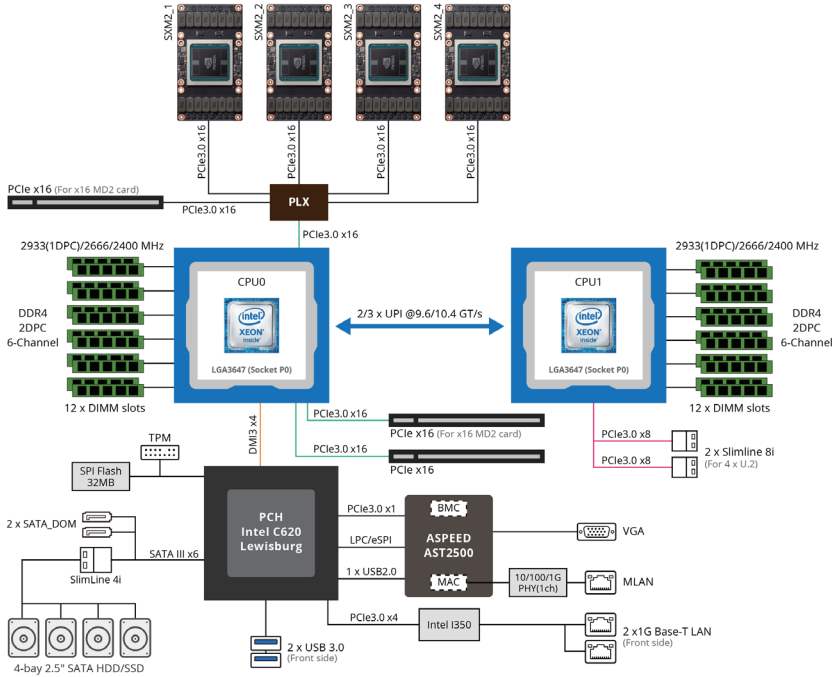 SXM2_1
SXM2_2
SXM2_3
SXM2_4
PCIe3.0 x16
PCIe3.0 x16
PCIe3.0 x16
PCIe3.0 x16
PCIe x16 (For x16 MD2 card)
PCIe3.0 x16
PLX
PCIe3.0 x16
2933(1DPC)/2666/2400 MHz
DDR4
2DPC
6-Channel
12 x DIMM slots
CPU0
intel
XEON
inside
LGA3647 (Socket P0)
2/3 x UPI @9.6/10.4 GT/s
CPU1
intel
XEON
inside
LGA3647 (Socket P0)
2933(1DPC)/2666/2400 MHz
DDR4
2DPC
6-Channel
12 x DIMM slots
DMI3 x4
PCIe3.0 x16
PCIe x16 (For x16 MD2 card)
PCIe3.0 x16
PCIe x16
PCIe3.0 x8
PCIe3.0 x8
2 x Slimline 8i
(For 4 x U.2)
TPM
SPI Flash
32MB
2 x SATA_DOM
SlimLine 4i
SATA III x6
4-bay 2.5" SATA HDD/SSD
PCH
Intel C620
Lewisburg
PCIe3.0 x1
LPC/eSPI
1 x USB2.0
BMC
ASPEED
AST2500
MAC
VGA
10/100/1G
PHY(1ch)
MLAN
PCIe3.0 x4
Intel I350
2 x1G Base-T LAN
(Front side)
2 x USB 3.0
(Front side)